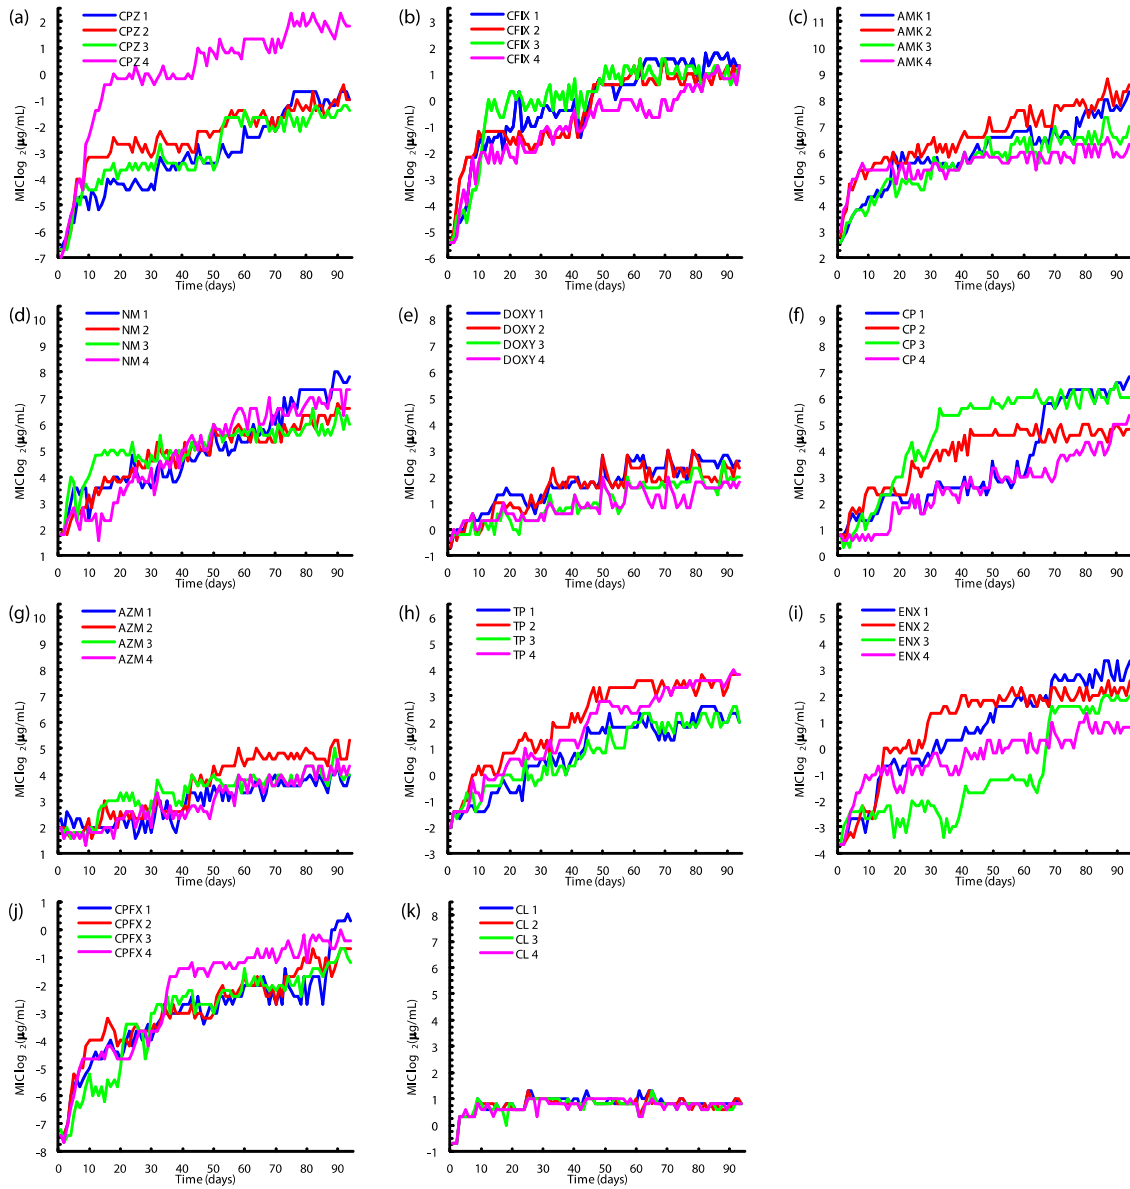 (a)
CPZ 1
CPZ 2
CPZ 3
CPZ 4
2
1
0
-1
-2
-3
-4
-5
-6
-7
MIC log 2(μg/mL)
0 10 20 30 40 50 60 70 80 90
Time (days)
(b)
CFIX 1
CFIX 2
CFIX 3
CFIX 4
3
2
1
0
-1
-2
-3
-4
-5
-6
MIC log 2(μg/mL)
0 10 20 30 40 50 60 70 80 90
Time (days)
(c)
AMK 1
AMK 2
AMK 3
AMK 4
11
10
9
8
7
6
5
4
3
2
MIC log 2(μg/mL)
0 10 20 30 40 50 60 70 80 90
Time (days)
(d)
NM 1
NM 2
NM 3
NM 4
10
9
8
7
6
5
4
3
2
1
MIC log 2(μg/mL)
0 10 20 30 40 50 60 70 80 90
Time (days)
(e)
DOXY 1
DOXY 2
DOXY 3
DOXY 4
8
7
6
5
4
3
2
1
0
-1
MIC log 2(μg/mL)
0 10 20 30 40 50 60 70 80 90
Time (days)
(f)
CP 1
CP 2
CP 3
CP 4
9
8
7
6
5
4
3
2
1
0
MIC log 2(μg/mL)
0 10 20 30 40 50 60 70 80 90
Time (days)
(g)
AZM 1
AZM 2
AZM 3
AZM 4
10
9
8
7
6
5
4
3
2
1
MIC log 2(μg/mL)
0 10 20 30 40 50 60 70 80 90
Time (days)
(h)
TP 1
TP 2
TP 3
TP 4
6
5
4
3
2
1
0
-1
-2
-3
MIC log 2(μg/mL)
0 10 20 30 40 50 60 70 80 90
Time (days)
(i)
ENX 1
ENX 2
ENX 3
ENX 4
5
4
3
2
1
0
-1
-2
-3
-4
MIC log 2(μg/mL)
0 10 20 30 40 50 60 70 80 90
Time (days)
(j)
CPFX 1
CPFX 2
CPFX 3
CPFX 4
1
0
-1
-2
-3
-4
-5
-6
-7
-8
MIC log 2(μg/mL)
0 10 20 30 40 50 60 70 80 90
Time (days)
(k)
CL 1
CL 2
CL 3
CL 4
8
7
6
5
4
3
2
1
0
-1
MIC log 2(μg/mL)
0 10 20 30 40 50 60 70 80 90
Time (days)